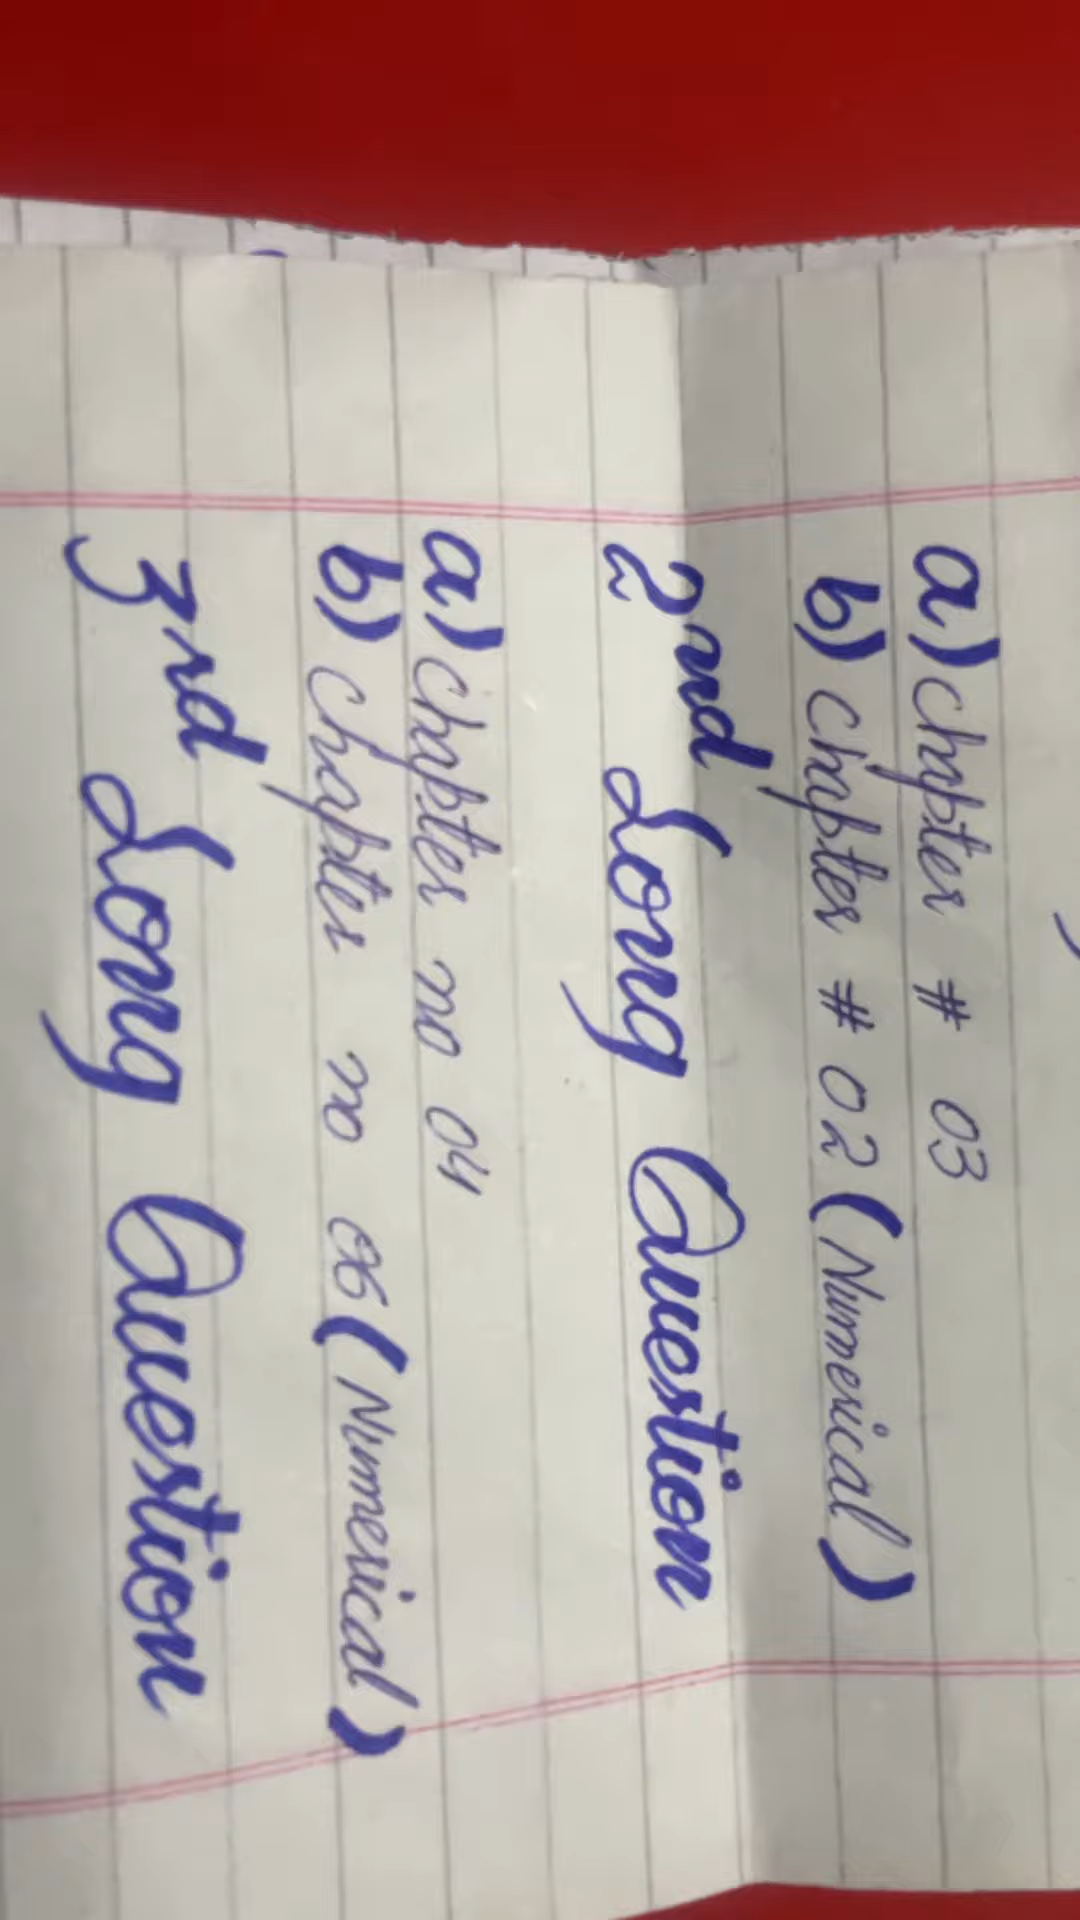 a) chapter # 03
b) chapter # 02 (Numerical)
2nd Long Question
a) chapter no 04
b) chapter no 06 (Numerical)
3rd Long Question